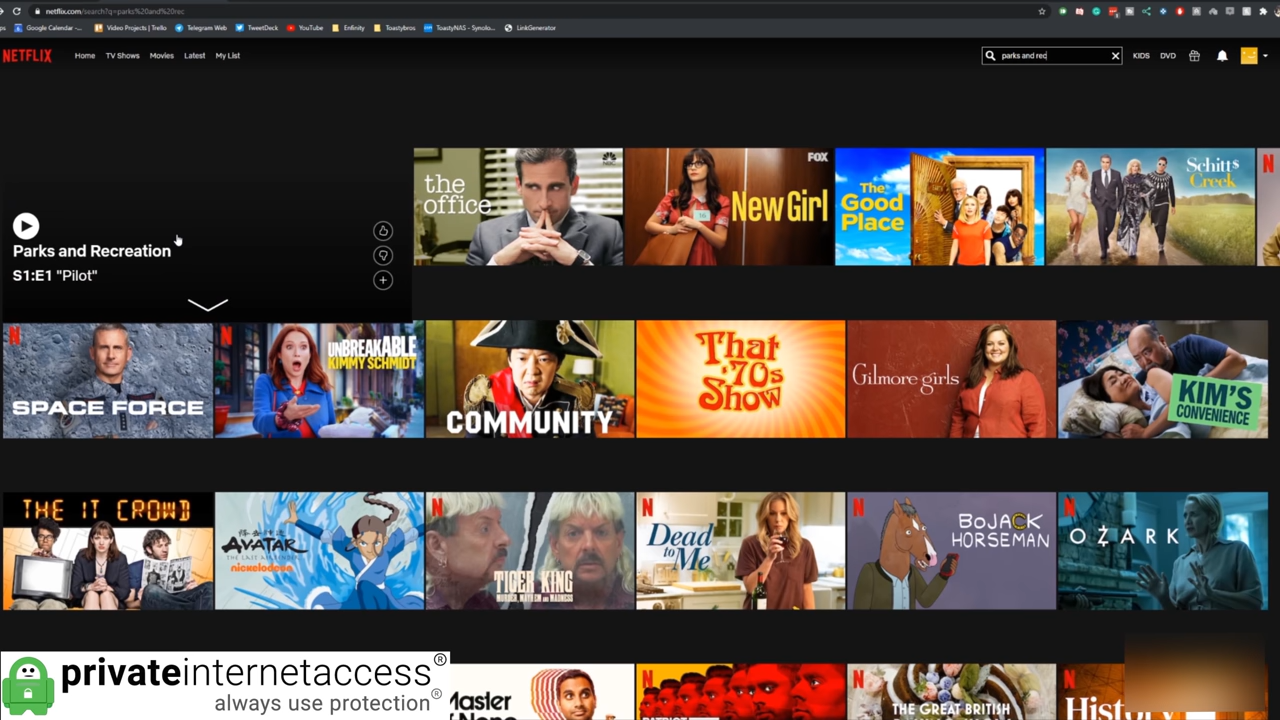 netflix.com/search?q=parks%20and%20rec
Google Calendar -...
Video Projects | Trello
Telegram Web
TweetDeck
YouTube
Enfinity
Toastybros
ToastyNAS - Synolo...
LinkGenerator
NETFLIX
Home
TV Shows
Movies
Latest
My List
parks and rec
KIDS
DVD
Parks and Recreation
S1:E1 "Pilot"
the
office
NBC
FOX
New Girl
The
Good
Place
Schitt$
Creek
N
N
SPACE FORCE
N
UNBREAKABLE
KIMMY SCHMIDT
COMMUNITY
That
'70s
Show
Gilmore girls
KIM'S
CONVENIENCE
THE IT CROWD
AVATAR
THE LAST AIRBENDER
nickelodeon
N
TIGER KING
MURDER, MAYHEM AND MADNESS
N
Dead
to Me
N
BOJACK
HORSEMAN
N
OZARK
privateinternetaccess®
always use protection®
Master
of None
N
PATRIOT
N
THE GREAT BRITISH
N
History